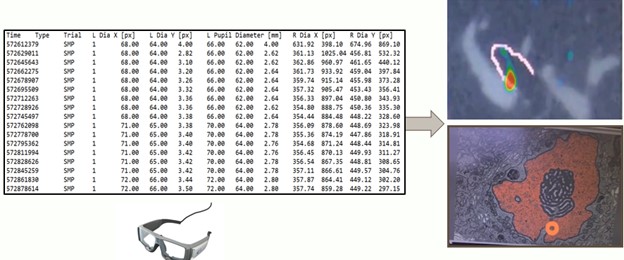 Time Type Trial L Dia X [px] L Dia Y [px] L Pupil Diameter [mm] R Dia X [px] R Dia Y [px]
572612379 SMP 1 68.00 64.00 4.00 66.00 62.00 4.00 631.92 398.10 674.96 869.10
572629011 SMP 1 68.00 64.00 2.82 66.00 62.00 2.62 361.13 1025.04 456.81 532.32
572645643 SMP 1 68.00 64.00 3.10 66.00 62.00 2.62 362.86 960.97 461.65 440.12
572662275 SMP 1 68.00 64.00 3.20 66.00 62.00 2.62 361.73 933.92 459.04 397.84
572678907 SMP 1 68.00 64.00 3.26 66.00 62.00 2.64 359.74 915.14 455.98 373.28
572695509 SMP 1 68.00 64.00 3.32 66.00 62.00 2.64 357.32 905.47 453.43 356.41
572712263 SMP 1 68.00 64.00 3.36 66.00 62.00 2.64 356.33 897.04 450.80 343.93
572728926 SMP 1 68.00 64.00 3.36 66.00 62.00 2.64 354.80 888.75 450.36 335.30
572745497 SMP 1 68.00 64.00 3.38 66.00 62.00 2.64 354.44 884.48 448.22 328.60
572762098 SMP 1 71.00 65.00 3.38 70.00 64.00 2.78 356.09 878.60 448.69 323.98
572778700 SMP 1 71.00 65.00 3.40 70.00 64.00 2.78 355.36 874.19 447.86 318.91
572795362 SMP 1 71.00 65.00 3.40 70.00 64.00 2.76 354.68 871.24 448.44 314.81
572811994 SMP 1 71.00 65.00 3.42 70.00 64.00 2.76 356.45 870.13 449.93 311.27
572828626 SMP 1 71.00 65.00 3.42 70.00 64.00 2.78 356.54 867.35 448.81 308.65
572845259 SMP 1 71.00 65.00 3.42 70.00 64.00 2.78 357.11 866.61 449.57 304.76
572861830 SMP 1 72.00 66.00 3.44 72.00 64.00 2.80 357.87 864.41 449.12 302.20
572878614 SMP 1 72.00 66.00 3.50 72.00 64.00 2.80 357.74 859.28 449.22 297.15